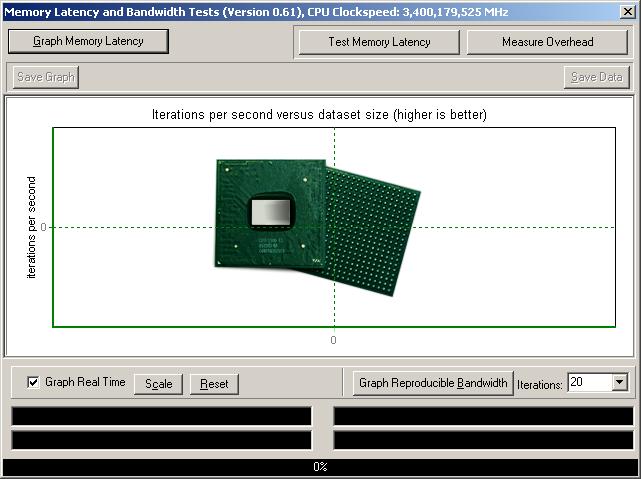 Memory Latency and Bandwidth Tests (Version 0.61), CPU Clockspeed: 3,400,179,525 MHz
Graph Memory Latency
Test Memory Latency
Measure Overhead
Save Graph
Save Data
Iterations per second versus dataset size (higher is better)
iterations per second
0
0
Graph Real Time
Scale
Reset
Graph Reproducible Bandwidth
Iterations:
20
0%